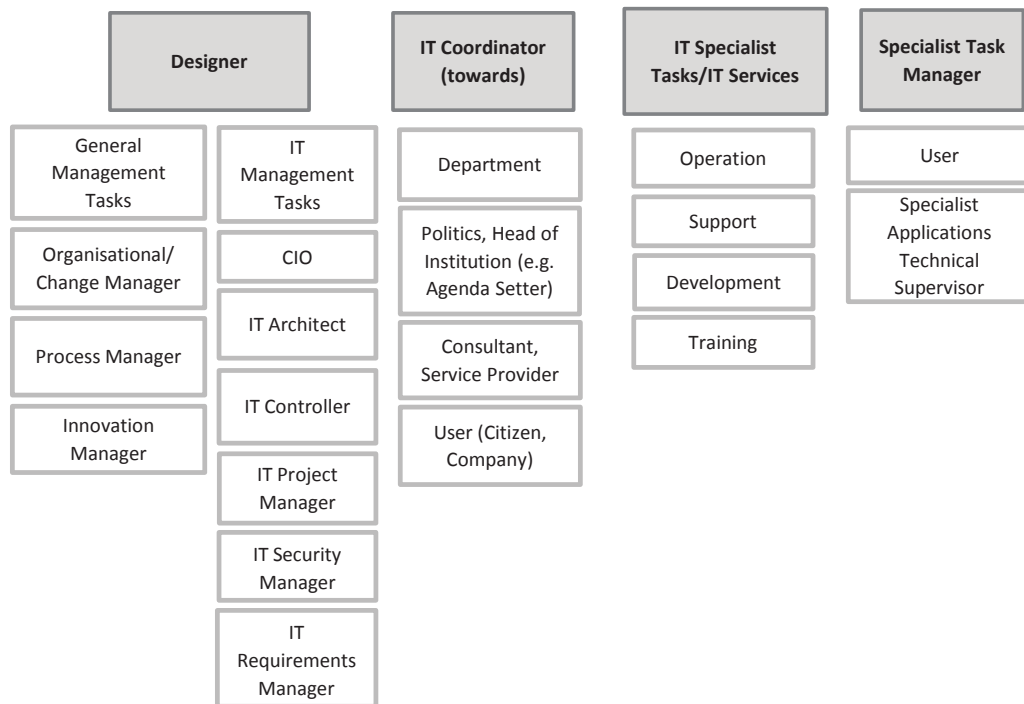 Designer
IT Coordinator
(towards)
IT Specialist
Tasks/IT Services
Specialist Task
Manager
General
Management
Tasks
Organisational/
Change Manager
Process Manager
Innovation
Manager
IT
Management
Tasks
CIO
IT Architect
IT Controller
IT Project
Manager
IT Security
Manager
IT
Requirements
Manager
Department
Politics, Head of
Institution (e.g.
Agenda Setter)
Consultant,
Service Provider
User (Citizen,
Company)
Operation
Support
Development
Training
User
Specialist
Applications
Technical
Supervisor